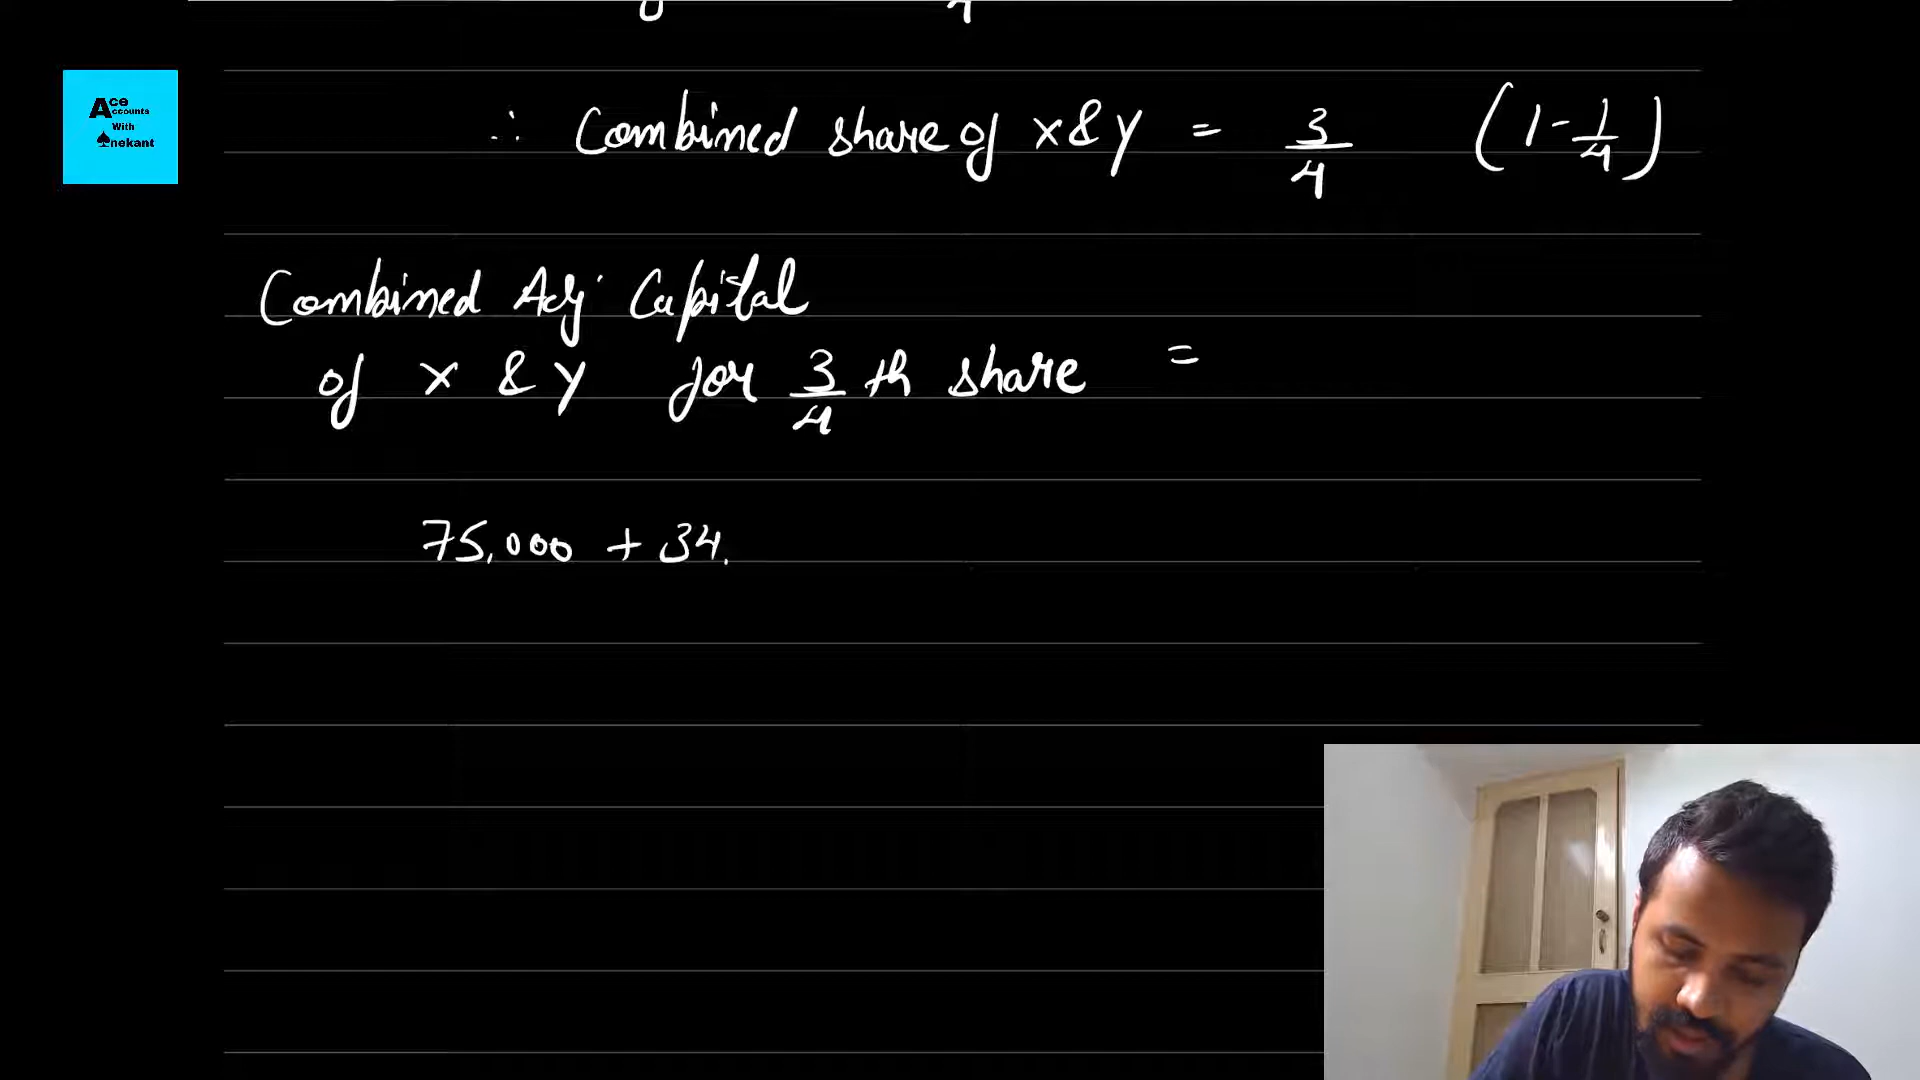 Ace
Accounts
With
Anekant
∴ Combined share of X & Y = 3/4 (1 - 1/4)
Combined Adj Capital
of X & Y for 3/4 th share =
75,000 + 34,